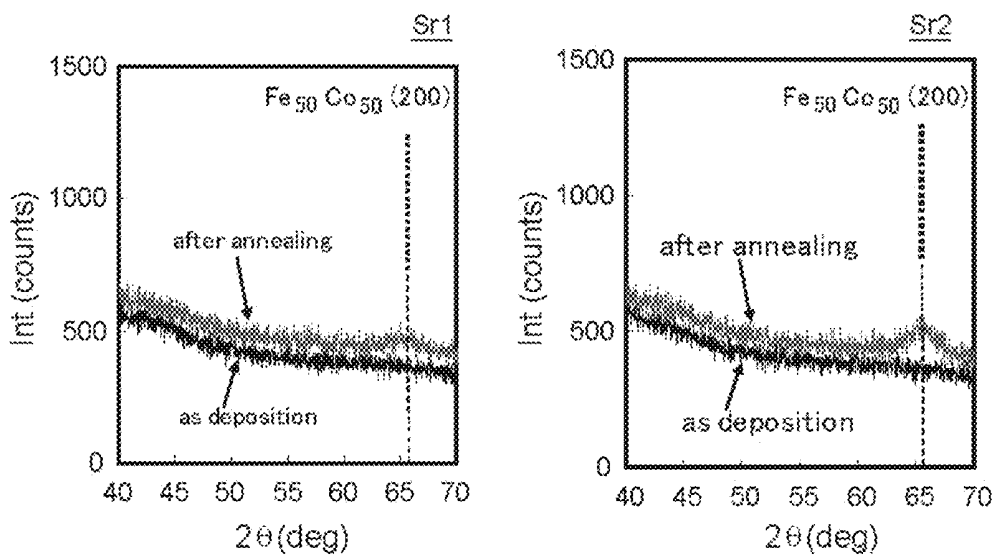 Sr1
1500
1000
500
0
Int (counts)
Fe50 Co50 (200)
after annealing
as deposition
40 45 50 55 60 65 70
2θ(deg)
Sr2
1500
1000
500
0
Int (counts)
Fe50 Co50 (200)
after annealing
as deposition
40 45 50 55 60 65 70
2θ(deg)